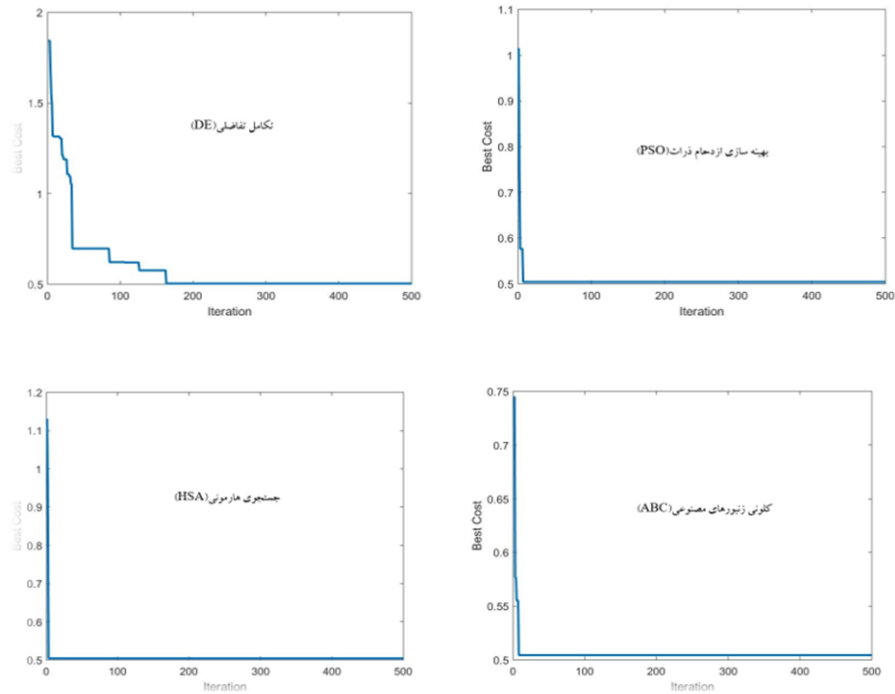 2
1.5
1
0.5
0 100 200 300 400 500
Best Cost
Iteration
تکامل تفاضلی(DE)
1.1
1
0.9
0.8
0.7
0.6
0.5
0 100 200 300 400 500
Best Cost
Iteration
بهینه سازی ازدحام ذرات(PSO)
1.2
1.1
1
0.9
0.8
0.7
0.6
0.5
0 100 200 300 400 500
Best Cost
Iteration
جستجوی هارمونی(HSA)
0.75
0.7
0.65
0.6
0.55
0.5
0 100 200 300 400 500
Best Cost
Iteration
کلونی زنبورهای مصنوعی(ABC)